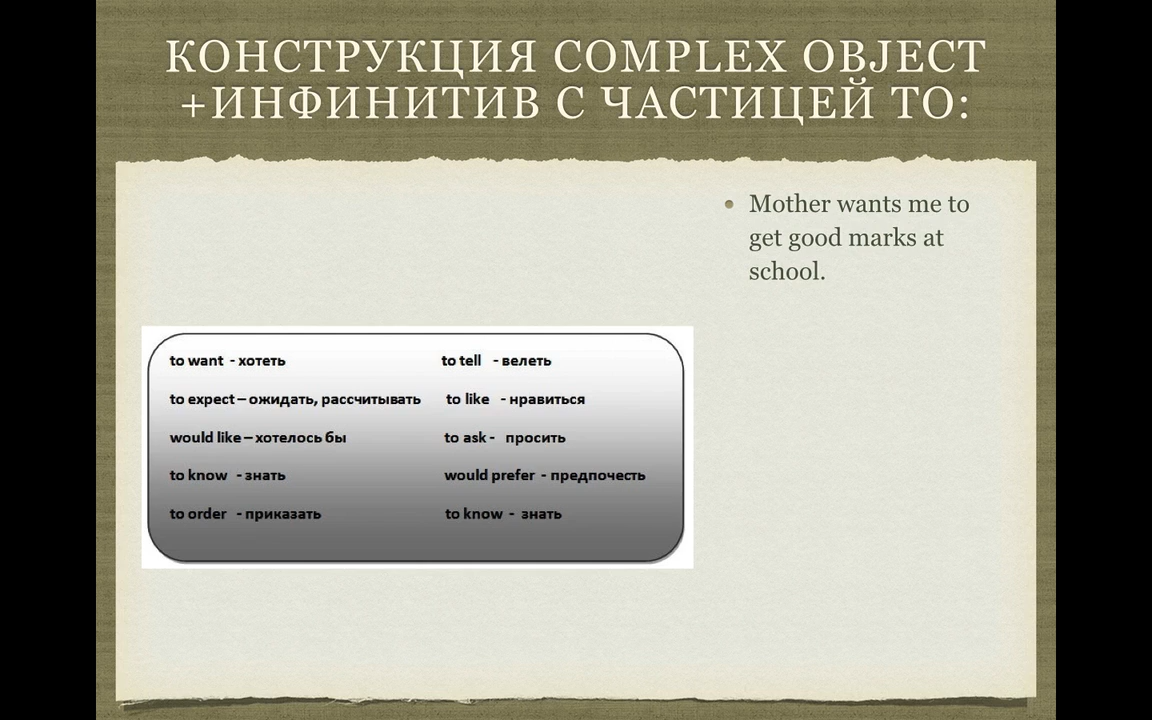 КОНСТРУКЦИЯ COMPLEX OBJECT
+ИНФИНИТИВ С ЧАСТИЦЕЙ TO:
• Mother wants me to
get good marks at
school.
to want - хотеть to tell - велеть
to expect – ожидать, рассчитывать to like - нравиться
would like – хотелось бы to ask - просить
to know - знать would prefer - предпочесть
to order - приказать to know - знать